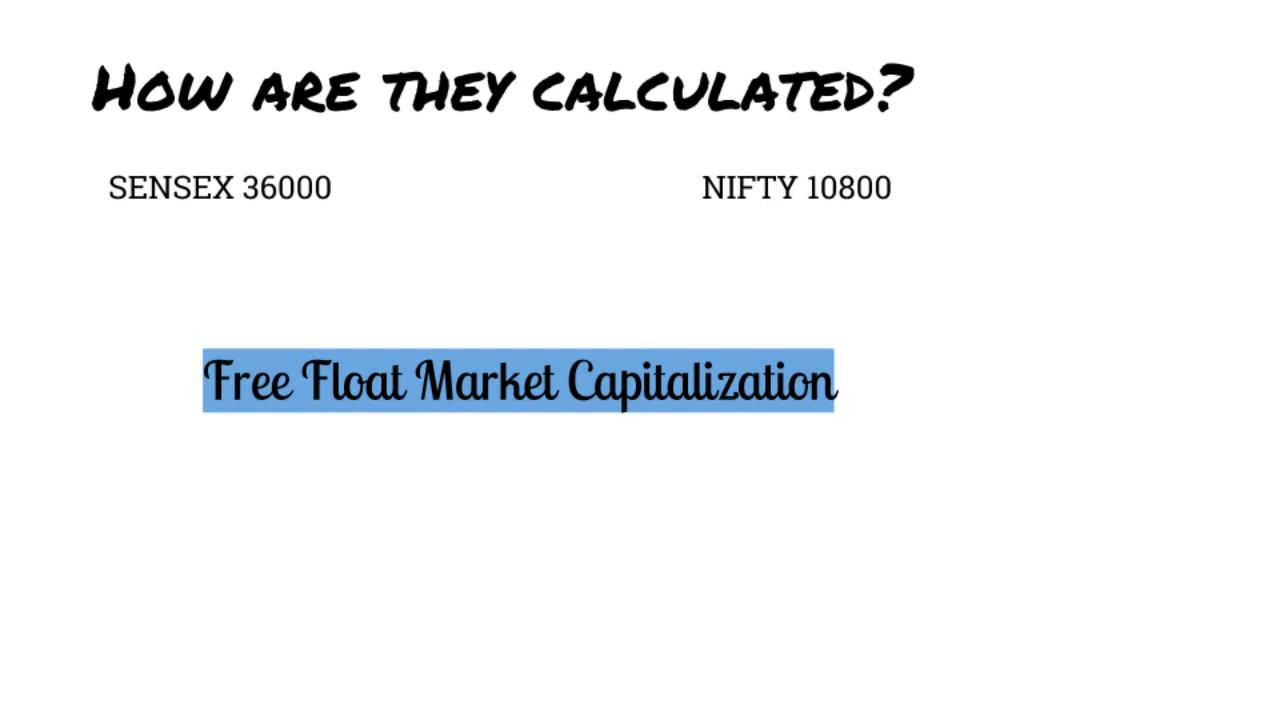 How are they calculated?
SENSEX 36000
NIFTY 10800
Free Float Market Capitalization